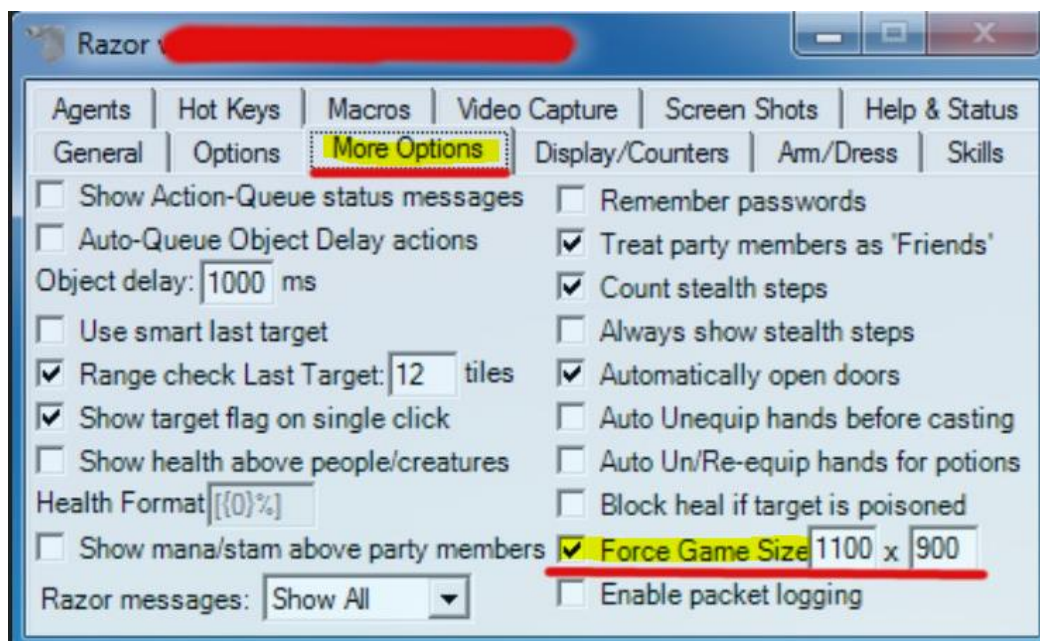 Razor
Agents Hot Keys Macros Video Capture Screen Shots Help & Status
General Options More Options Display/Counters Arm/Dress Skills
Show Action-Queue status messages
Auto-Queue Object Delay actions
Object delay: 1000 ms
Use smart last target
Range check Last Target: 12 tiles
Show target flag on single click
Show health above people/creatures
Health Format [{0}%]
Show mana/stam above party members
Razor messages: Show All
Remember passwords
Treat party members as 'Friends'
Count stealth steps
Always show stealth steps
Automatically open doors
Auto Unequip hands before casting
Auto Un/Re-equip hands for potions
Block heal if target is poisoned
Force Game Size 1100 x 900
Enable packet logging